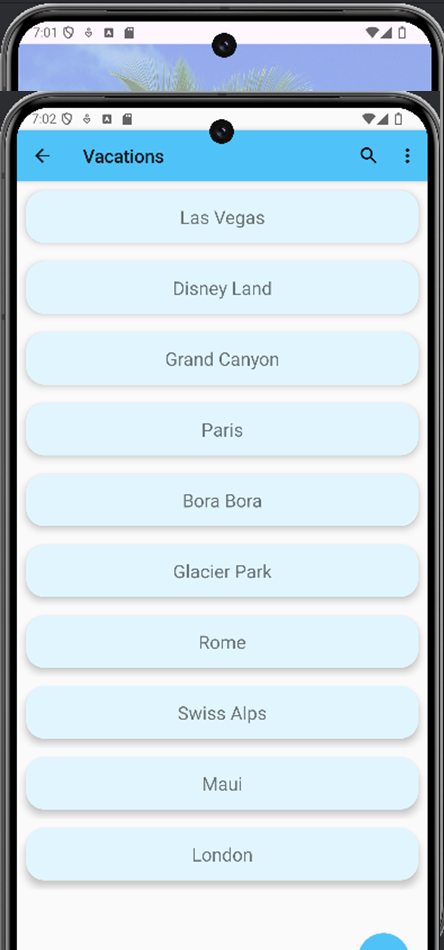 7:01
7:02
Vacations
Las Vegas
Disney Land
Grand Canyon
Paris
Bora Bora
Glacier Park
Rome
Swiss Alps
Maui
London